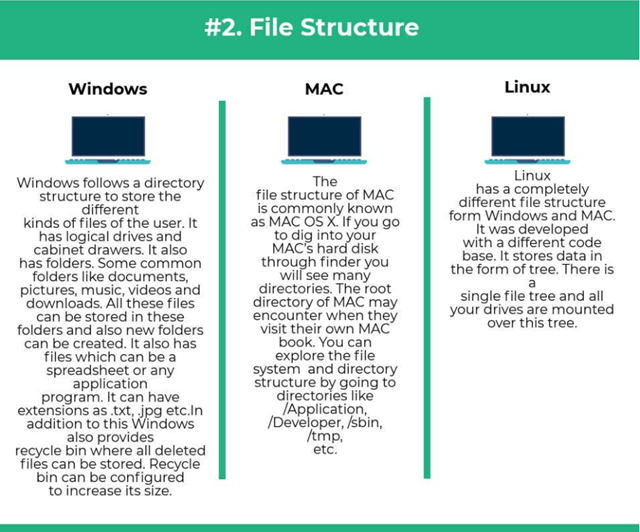 #2. File Structure
Windows
Windows follows a directory
structure to store the
different
kinds of files of the user. It
has logical drives and
cabinet drawers. It also
has folders. Some common
folders like documents,
pictures, music, videos and
downloads. All these files
can be stored in these
folders and also new folders
can be created. It also has
files which can be a
spreadsheet or any
application
program. It can have
extensions as .txt, .jpg etc.In
addition to this Windows
also provides
recycle bin where all deleted
files can be stored. Recycle
bin can be configured
to increase its size.
MAC
The
file structure of MAC
is commonly known
as MAC OS X. If you go
to dig into your
MAC's hard disk
through finder you
will see many
directories. The root
directory of MAC may
encounter when they
visit their own MAC
book. You can
explore the file
system and directory
structure by going to
directories like
/Application,
/Developer, /sbin,
/tmp,
etc.
Linux
Linux
has a completely
different file structure
form Windows and MAC.
It was developed
with a different code
base. It stores data in
the form of tree. There is
a
single file tree and all
your drives are mounted
over this tree.